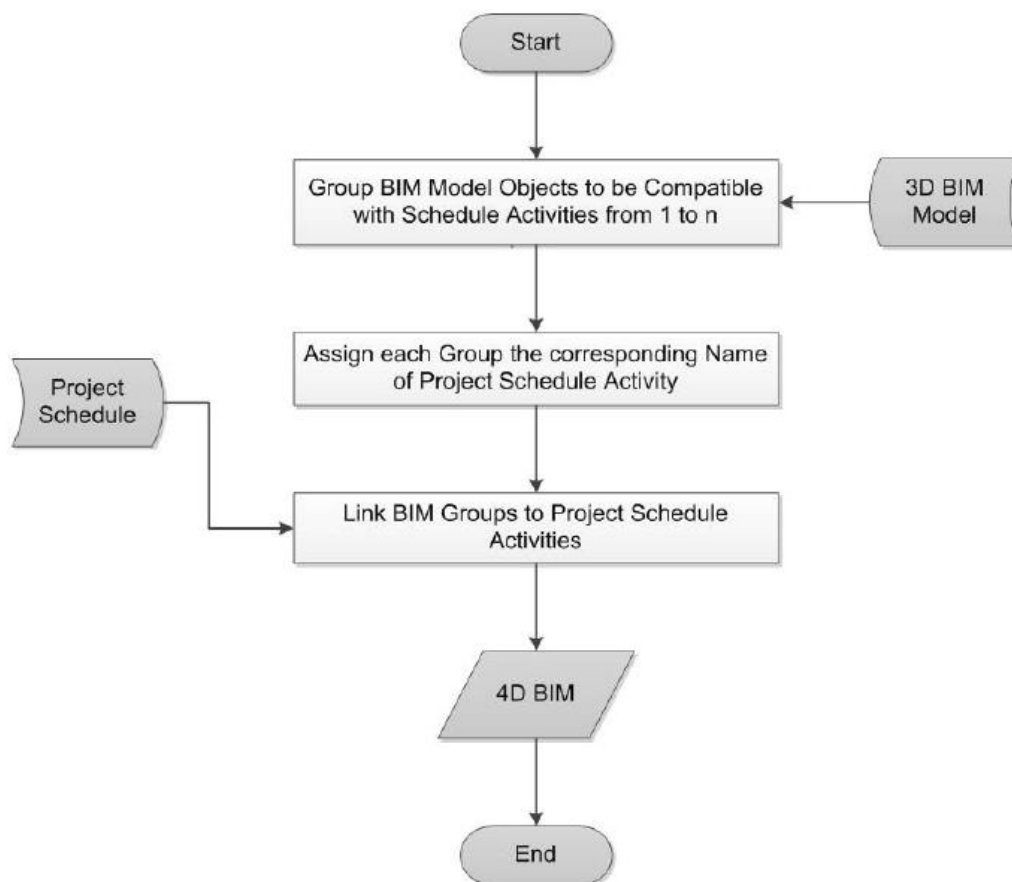 Start
Group BIM Model Objects to be Compatible
with Schedule Activities from 1 to n
3D BIM
Model
Assign each Group the corresponding Name
of Project Schedule Activity
Project
Schedule
Link BIM Groups to Project Schedule
Activities
4D BIM
End